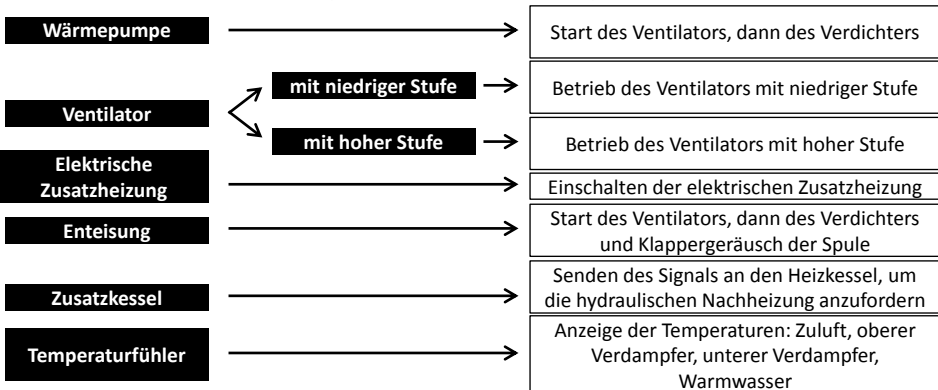 Wärmepumpe
Start des Ventilators, dann des Verdichters
Ventilator
mit niedriger Stufe
Betrieb des Ventilators mit niedriger Stufe
mit hoher Stufe
Betrieb des Ventilators mit hoher Stufe
Elektrische
Zusatzheizung
Einschalten der elektrischen Zusatzheizung
Enteisung
Start des Ventilators, dann des Verdichters
und Klappergeräusch der Spule
Zusatzkessel
Senden des Signals an den Heizkessel, um
die hydraulischen Nachheizung anzufordern
Temperaturfühler
Anzeige der Temperaturen: Zuluft, oberer
Verdampfer, unterer Verdampfer,
Warmwasser